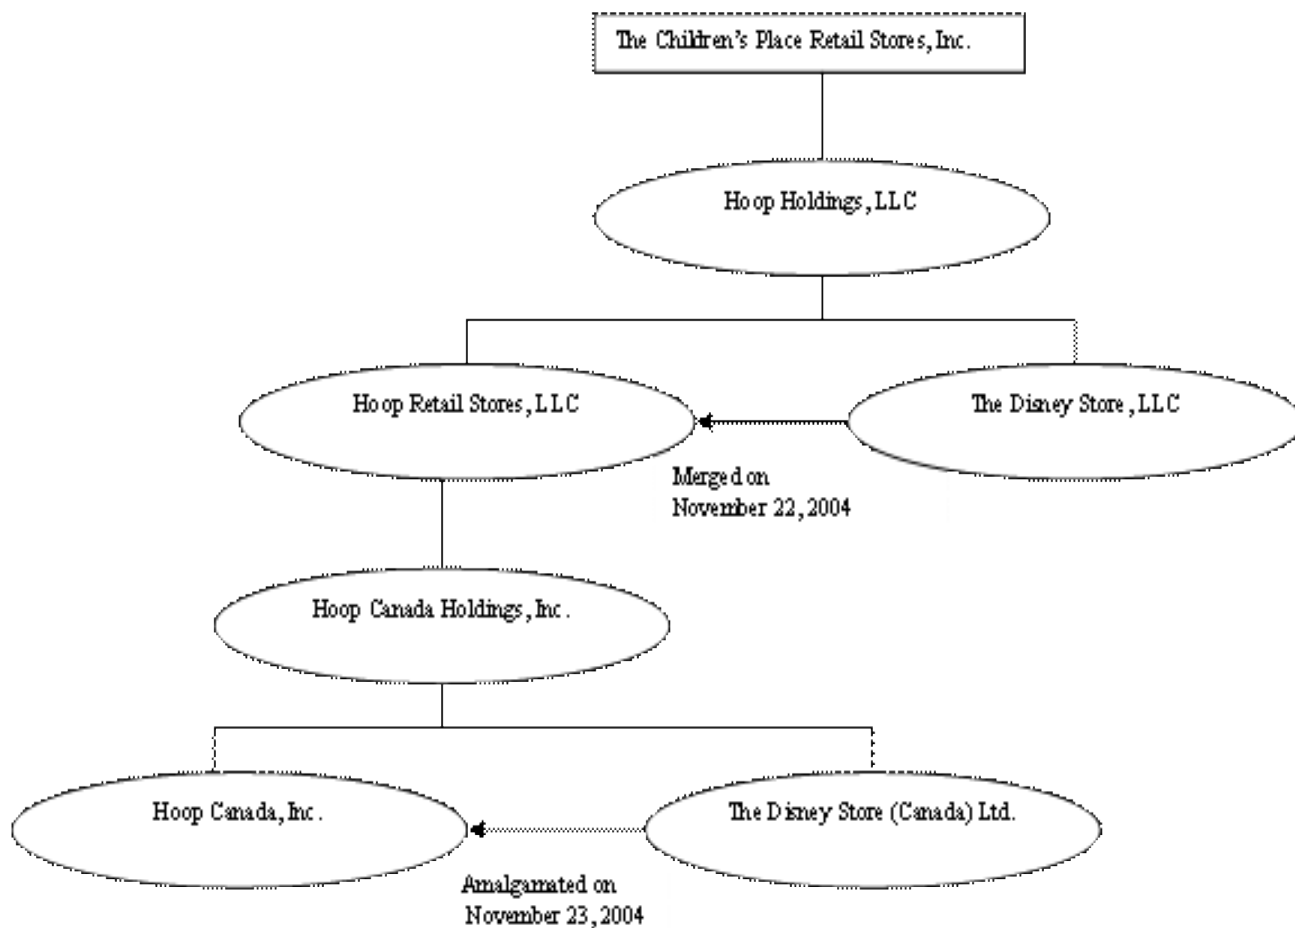 The Children's Place Retail Stores, Inc.
Hoop Holdings, LLC
Hoop Retail Stores, LLC
The Disney Store, LLC
Merged on
November 22, 2004
Hoop Canada Holdings, Inc.
Hoop Canada, Inc.
The Disney Store (Canada) Ltd.
Amalgamated on
November 23, 2004